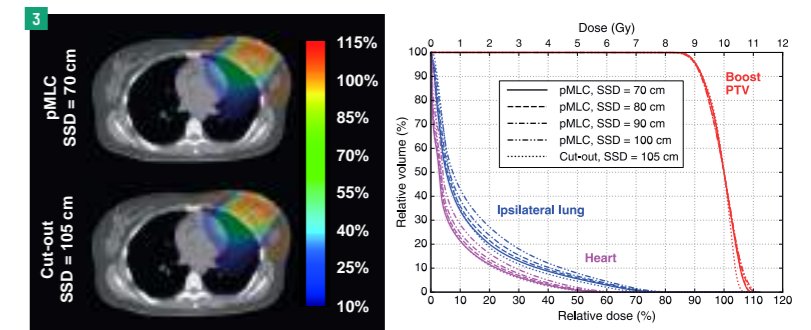 3
pMLC
SSD = 70 cm
Cut-out
SSD = 105 cm
115%
100%
85%
70%
55%
40%
25%
10%
Dose (Gy)
0 1 2 3 4 5 6 7 8 9 10 11 12
Relative volume (%)
100
90
80
70
60
50
40
30
20
10
0
pMLC, SSD = 70 cm
pMLC, SSD = 80 cm
pMLC, SSD = 90 cm
pMLC, SSD = 100 cm
Cut-out, SSD = 105 cm
Boost
PTV
Ipsilateral lung
Heart
0 10 20 30 40 50 60 70 80 90 100 110 120
Relative dose (%)